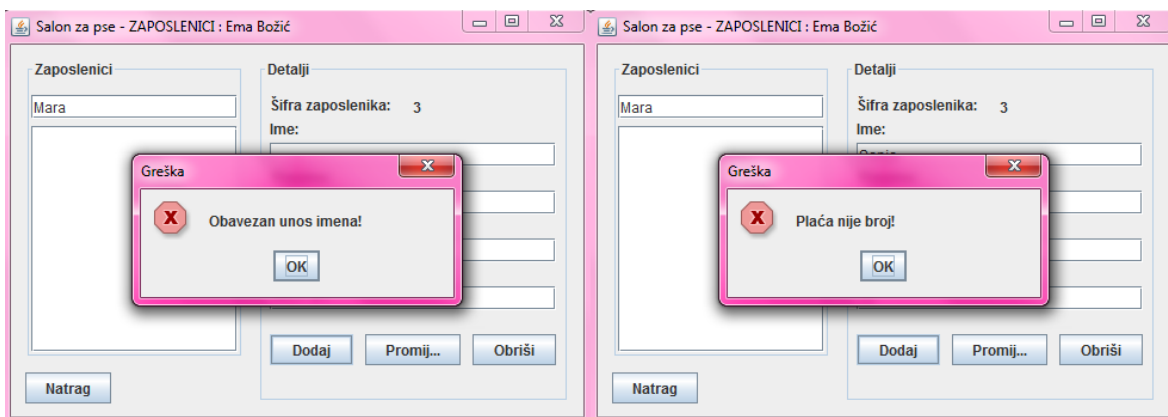 Salon za pse - ZAPOSLENICI : Ema Božić
Zaposlenici
Detalji
Mara
Šifra zaposlenika: 3
Ime:
Greška
Obavezan unos imena!
OK
Dodaj
Promij...
Obriši
Natrag
Salon za pse - ZAPOSLENICI : Ema Božić
Zaposlenici
Detalji
Mara
Šifra zaposlenika: 3
Ime:
Greška
Plaća nije broj!
OK
Dodaj
Promij...
Obriši
Natrag